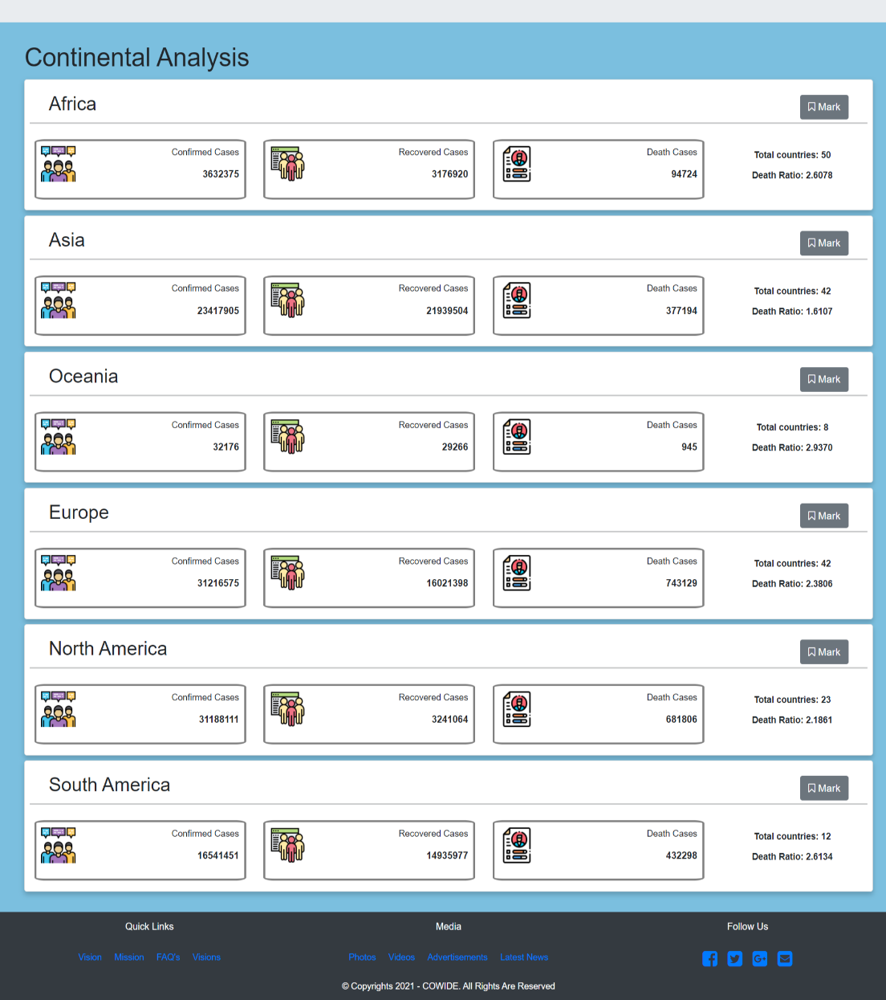 Continental Analysis
Africa
Mark
Confirmed Cases
3632375
Recovered Cases
3176920
Death Cases
94724
Total countries: 50
Death Ratio: 2.6078
Asia
Mark
Confirmed Cases
23417905
Recovered Cases
21939504
Death Cases
377194
Total countries: 42
Death Ratio: 1.6107
Oceania
Mark
Confirmed Cases
32176
Recovered Cases
29266
Death Cases
945
Total countries: 8
Death Ratio: 2.9370
Europe
Mark
Confirmed Cases
31216575
Recovered Cases
16021398
Death Cases
743129
Total countries: 42
Death Ratio: 2.3806
North America
Mark
Confirmed Cases
31188111
Recovered Cases
3241064
Death Cases
681806
Total countries: 23
Death Ratio: 2.1861
South America
Mark
Confirmed Cases
16541451
Recovered Cases
14935977
Death Cases
432298
Total countries: 12
Death Ratio: 2.6134
Quick Links
Vision Mission FAQ's Visions
Media
Photos Videos Advertisements Latest News
Follow Us
© Copyrights 2021 - COWIDE. All Rights Are Reserved